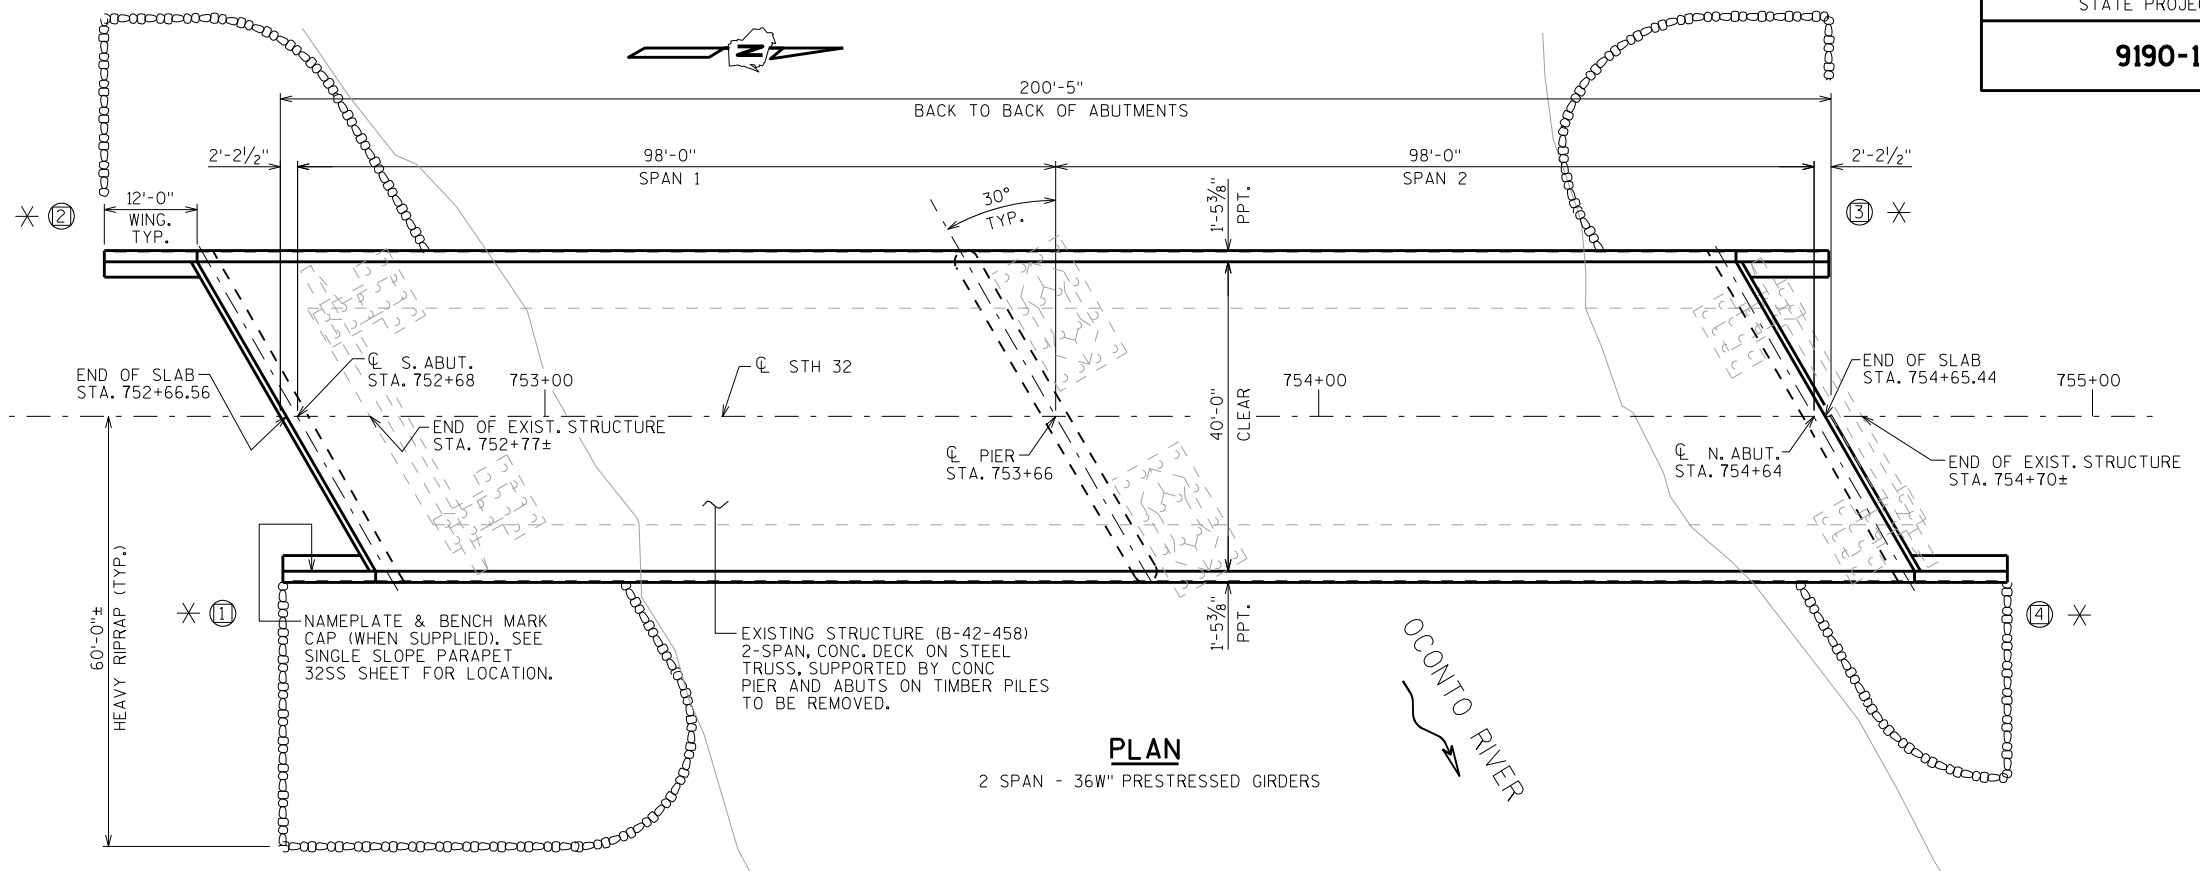 STATE PROJEC
9190-1
N
200'-5"
BACK TO BACK OF ABUTMENTS
2'-2½"
98'-0"
SPAN 1
98'-0"
SPAN 2
2'-2½"
12'-0"
WING.
TYP.
30°
TYP.
1'-5⅜"
PPT.
2
3
END OF SLAB
STA. 752+66.56
℄ S. ABUT.
STA. 752+68
753+00
℄ STH 32
754+00
END OF SLAB
STA. 754+65.44
755+00
END OF EXIST. STRUCTURE
STA. 752+77±
℄ PIER
STA. 753+66
40'-0"
CLEAR
℄ N. ABUT.
STA. 754+64
END OF EXIST. STRUCTURE
STA. 754+70±
60'-0"±
HEAVY RIPRAP (TYP.)
1
4
NAMEPLATE & BENCH MARK
CAP (WHEN SUPPLIED). SEE
SINGLE SLOPE PARAPET
32SS SHEET FOR LOCATION.
EXISTING STRUCTURE (B-42-458)
2-SPAN, CONC. DECK ON STEEL
TRUSS, SUPPORTED BY CONC
PIER AND ABUTS ON TIMBER PILES
TO BE REMOVED.
1'-5⅜"
PPT.
OCONTO RIVER
PLAN
2 SPAN - 36W" PRESTRESSED GIRDERS